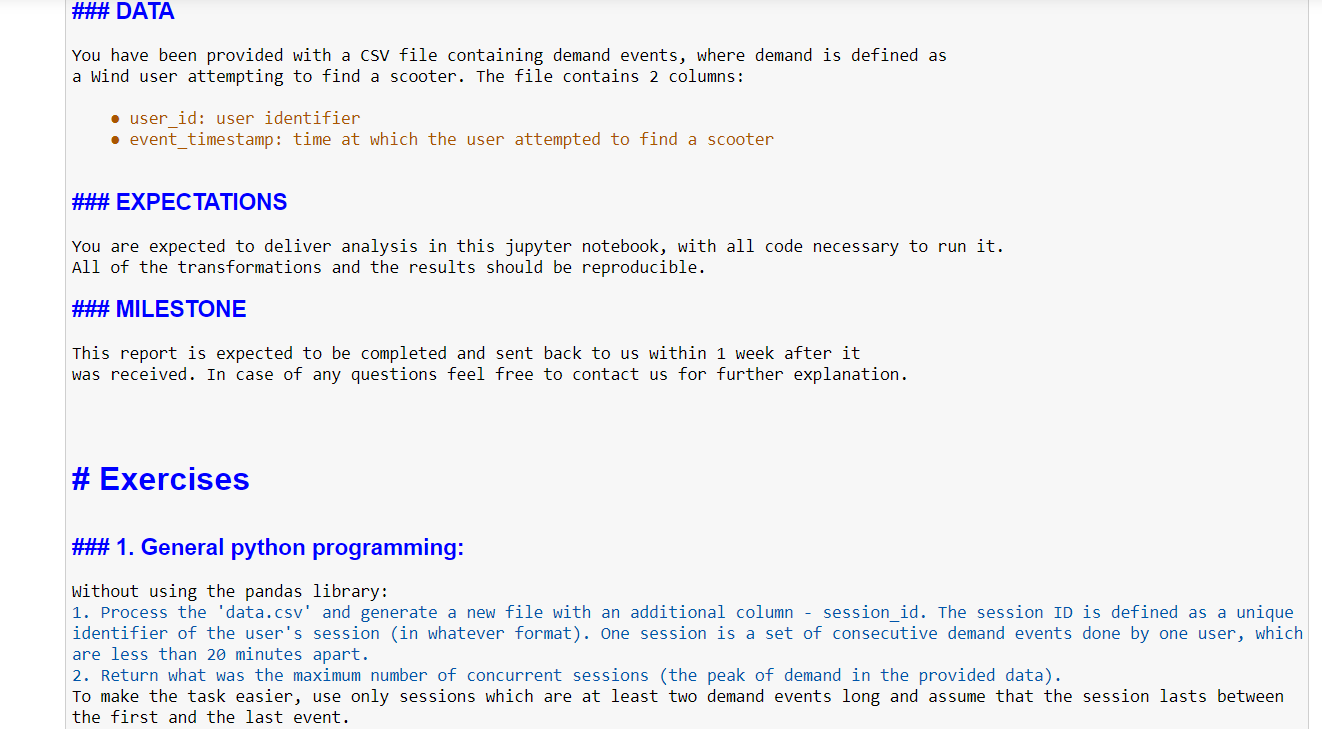 ### DATA
You have been provided with a CSV file containing demand events, where demand is defined as
a Wind user attempting to find a scooter. The file contains 2 columns:
• user_id: user identifier
• event_timestamp: time at which the user attempted to find a scooter
### EXPECTATIONS
You are expected to deliver analysis in this jupyter notebook, with all code necessary to run it.
All of the transformations and the results should be reproducible.
### MILESTONE
This report is expected to be completed and sent back to us within 1 week after it
was received. In case of any questions feel free to contact us for further explanation.
# Exercises
### 1. General python programming:
Without using the pandas library:
1. Process the 'data.csv' and generate a new file with an additional column - session_id. The session ID is defined as a unique
identifier of the user's session (in whatever format). One session is a set of consecutive demand events done by one user, which
are less than 20 minutes apart.
2. Return what was the maximum number of concurrent sessions (the peak of demand in the provided data).
To make the task easier, use only sessions which are at least two demand events long and assume that the session lasts between
the first and the last event.